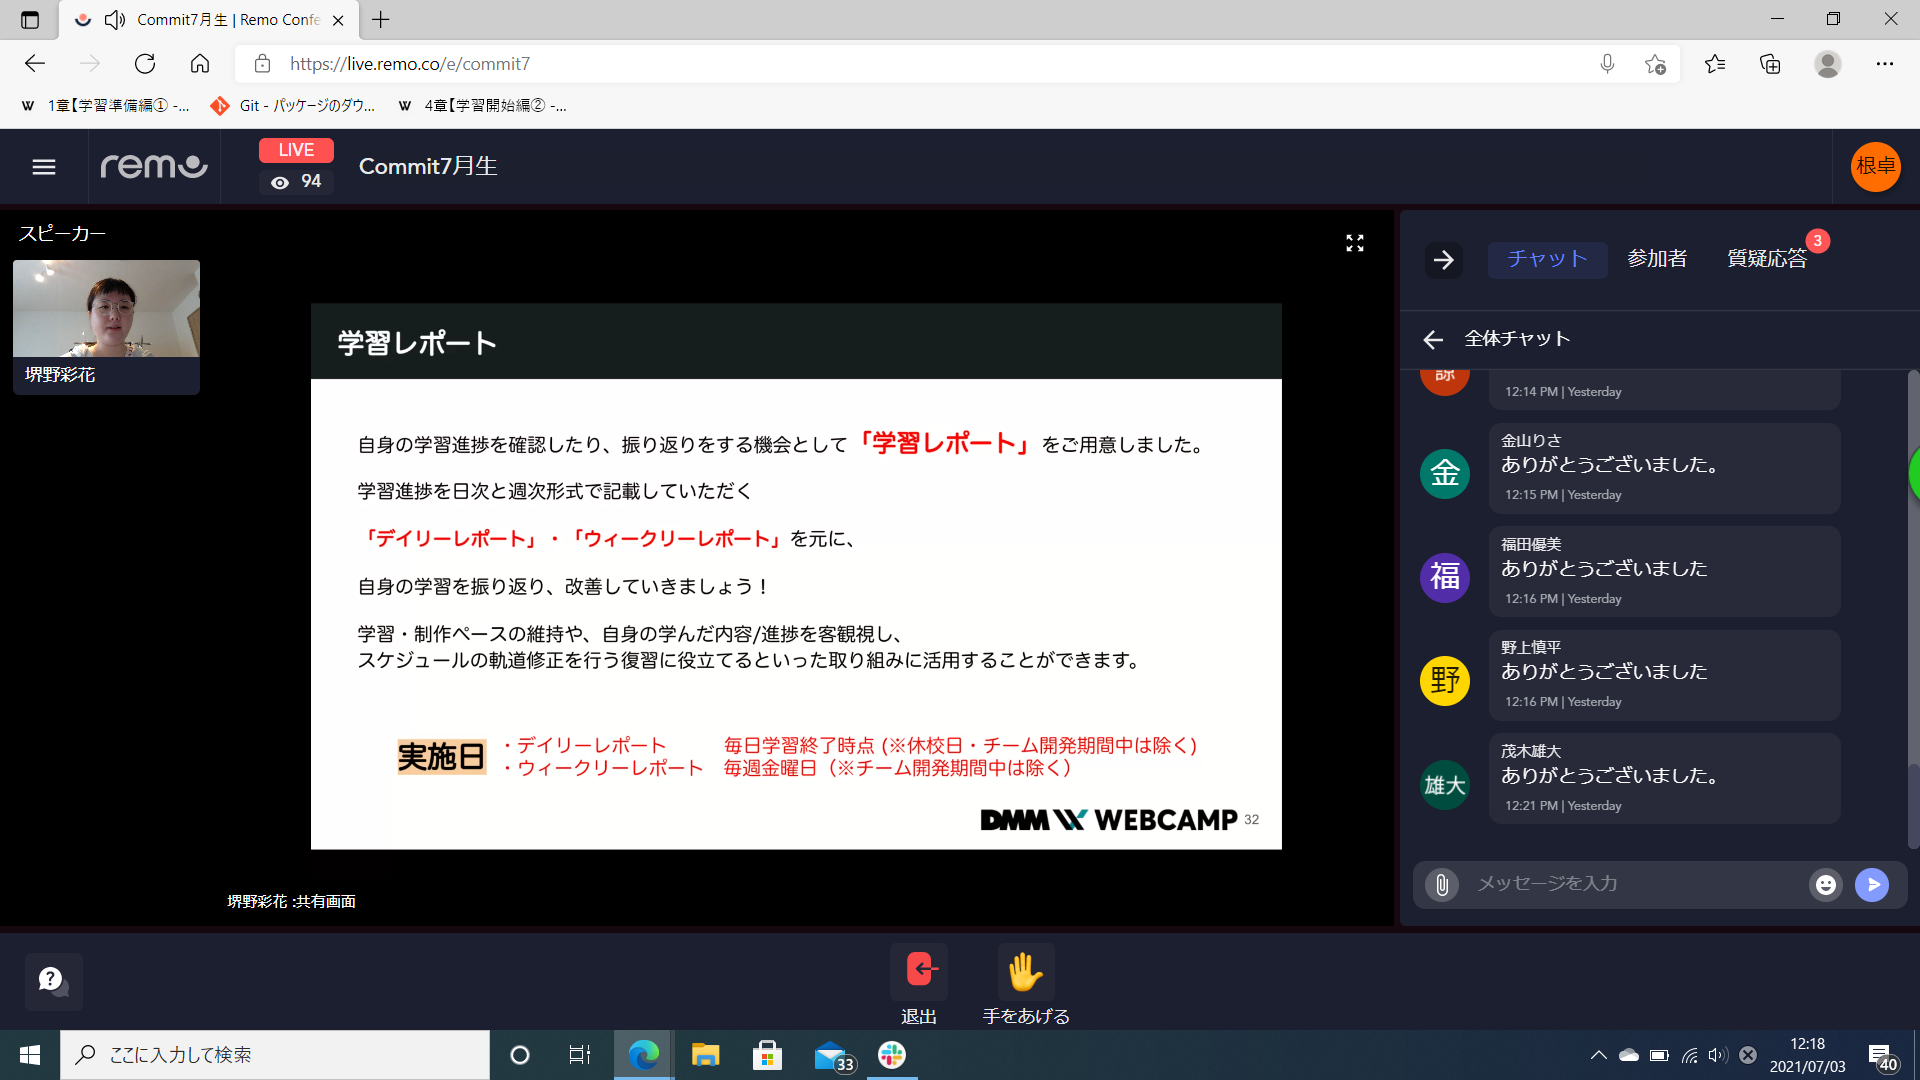 Commit7月生 | Remo Confe
https://live.remo.co/e/commit7
1章【学習準備編① -...
Git - パッケージのダウ...
4章【学習開始編② -...
remo
LIVE
94
Commit7月生
根卓
スピーカー
堺野彩花
学習レポート
自身の学習進捗を確認したり、振り返りをする機会として「学習レポート」をご用意しました。
学習進捗を日次と週次形式で記載していただく
「デイリーレポート」・「ウィークリーレポート」を元に、
自身の学習を振り返り、改善していきましょう！
学習・制作ペースの維持や、自身の学んだ内容/進捗を客観視し、
スケジュールの軌道修正を行う復習に役立てるといった取り組みに活用することができます。
実施日
・デイリーレポート 毎日学習終了時点 (※休校日・チーム開発期間中は除く)
・ウィークリーレポート 毎週金曜日（※チーム開発期間中は除く）
DMM WEBCAMP 32
堺野彩花 :共有画面
チャット
参加者
質疑応答
3
全体チャット
12:14 PM | Yesterday
金
金山りさ
ありがとうございました。
12:15 PM | Yesterday
福
福田優美
ありがとうございました
12:16 PM | Yesterday
野
野上慎平
ありがとうございました
12:16 PM | Yesterday
雄大
茂木雄大
ありがとうございました。
12:21 PM | Yesterday
メッセージを入力
退出
手をあげる
ここに入力して検索
33
12:18
2021/07/03
40